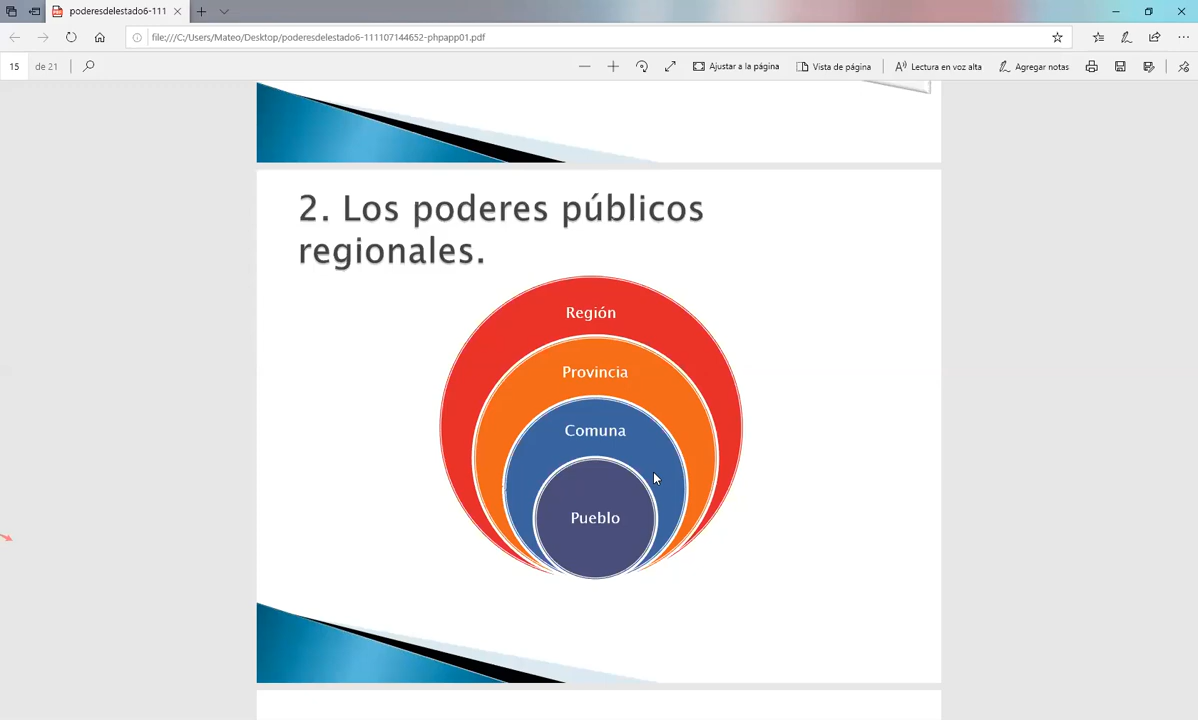 poderesdelestado6-111
file:///C:/Users/Mateo/Desktop/poderesdelestado6-111107144652-phpapp01.pdf
15 de 21
Ajustar a la página
Vista de página
Lectura en voz alta
Agregar notas
2. Los poderes públicos
regionales.
Región
Provincia
Comuna
Pueblo